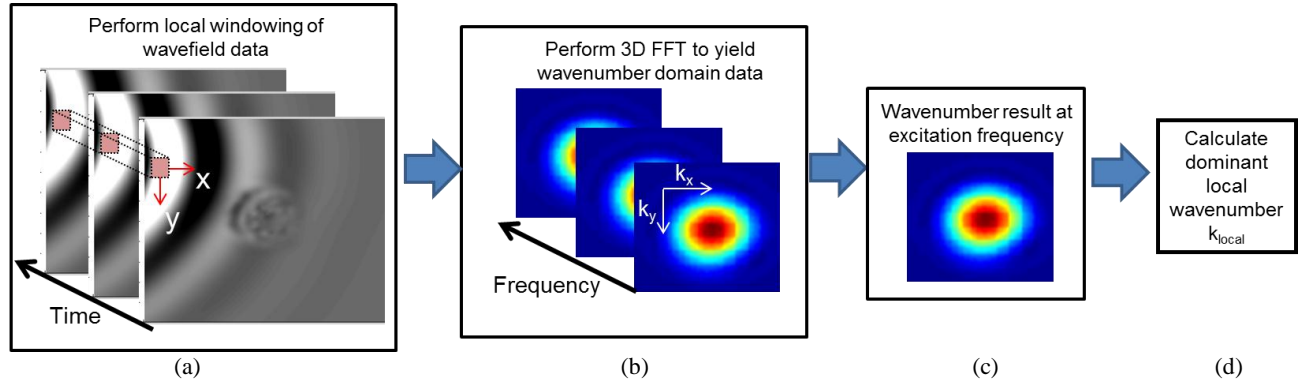 Perform local windowing of
wavefield data
x
y
Time
(a)
Perform 3D FFT to yield
wavenumber domain data
kx
ky
Frequency
(b)
Wavenumber result at
excitation frequency
(c)
Calculate
dominant
local
wavenumber
klocal
(d)